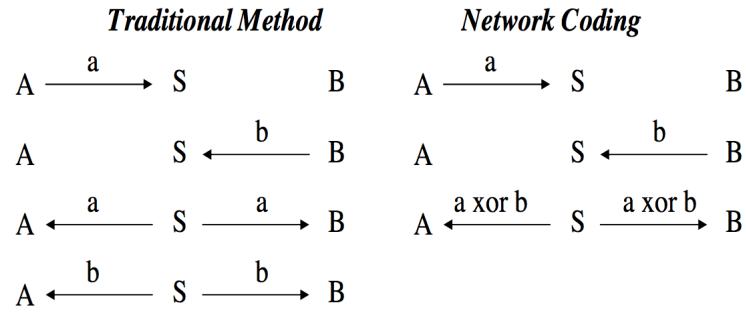 Traditional Method Network Coding
a a
A S B A S B
b b
A S B A S B
a a a xor b a xor b
A S B A S B
b b
A S B